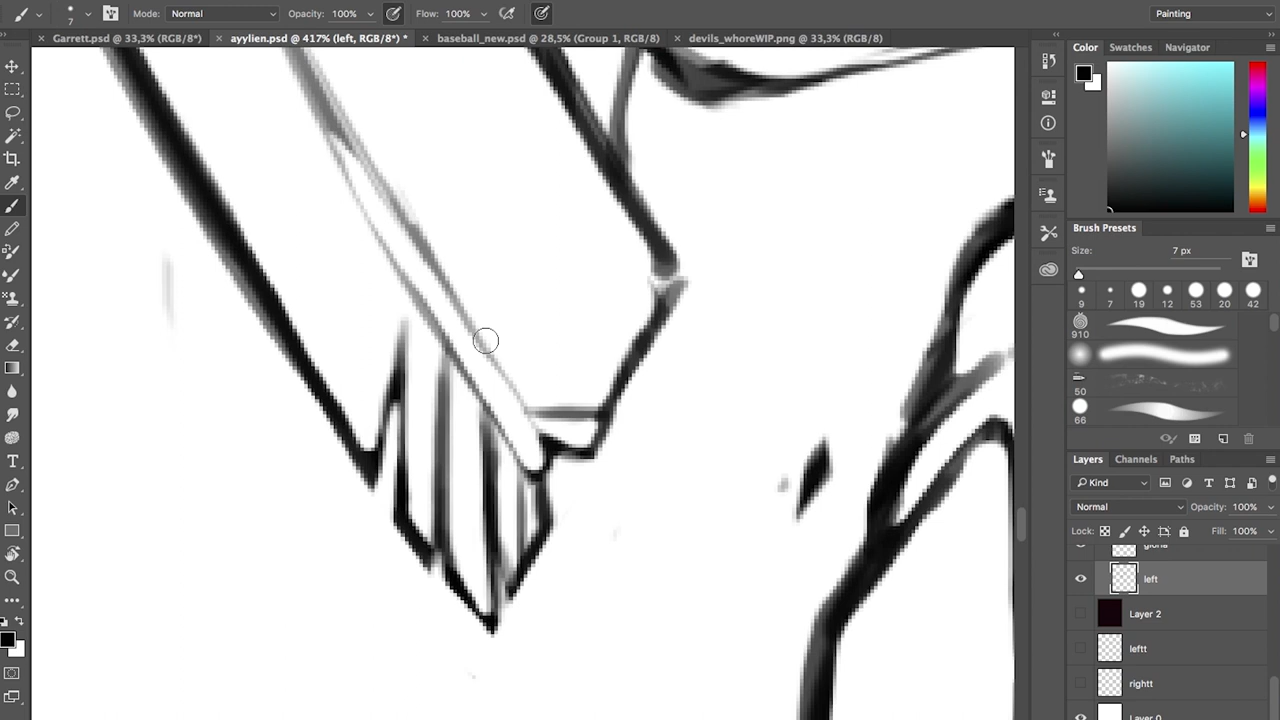 7 Mode: Normal Opacity: 100% Flow: 100% Painting
× Garrett.psd @ 33,3% (RGB/8*) × ayylien.psd @ 417% (left, RGB/8*) * × baseball_new.psd @ 28,5% (Group 1, RGB/8) × devils_whoreWIP.png @ 33,3% (RGB/8)
Color Swatches Navigator
Brush Presets
Size: 7 px
9 7 19 12 53 20 42
910
50
66
Layers Channels Paths
Kind
Normal Opacity: 100%
Lock: Fill: 100%
left
Layer 2
leftt
rightt
Layer 0